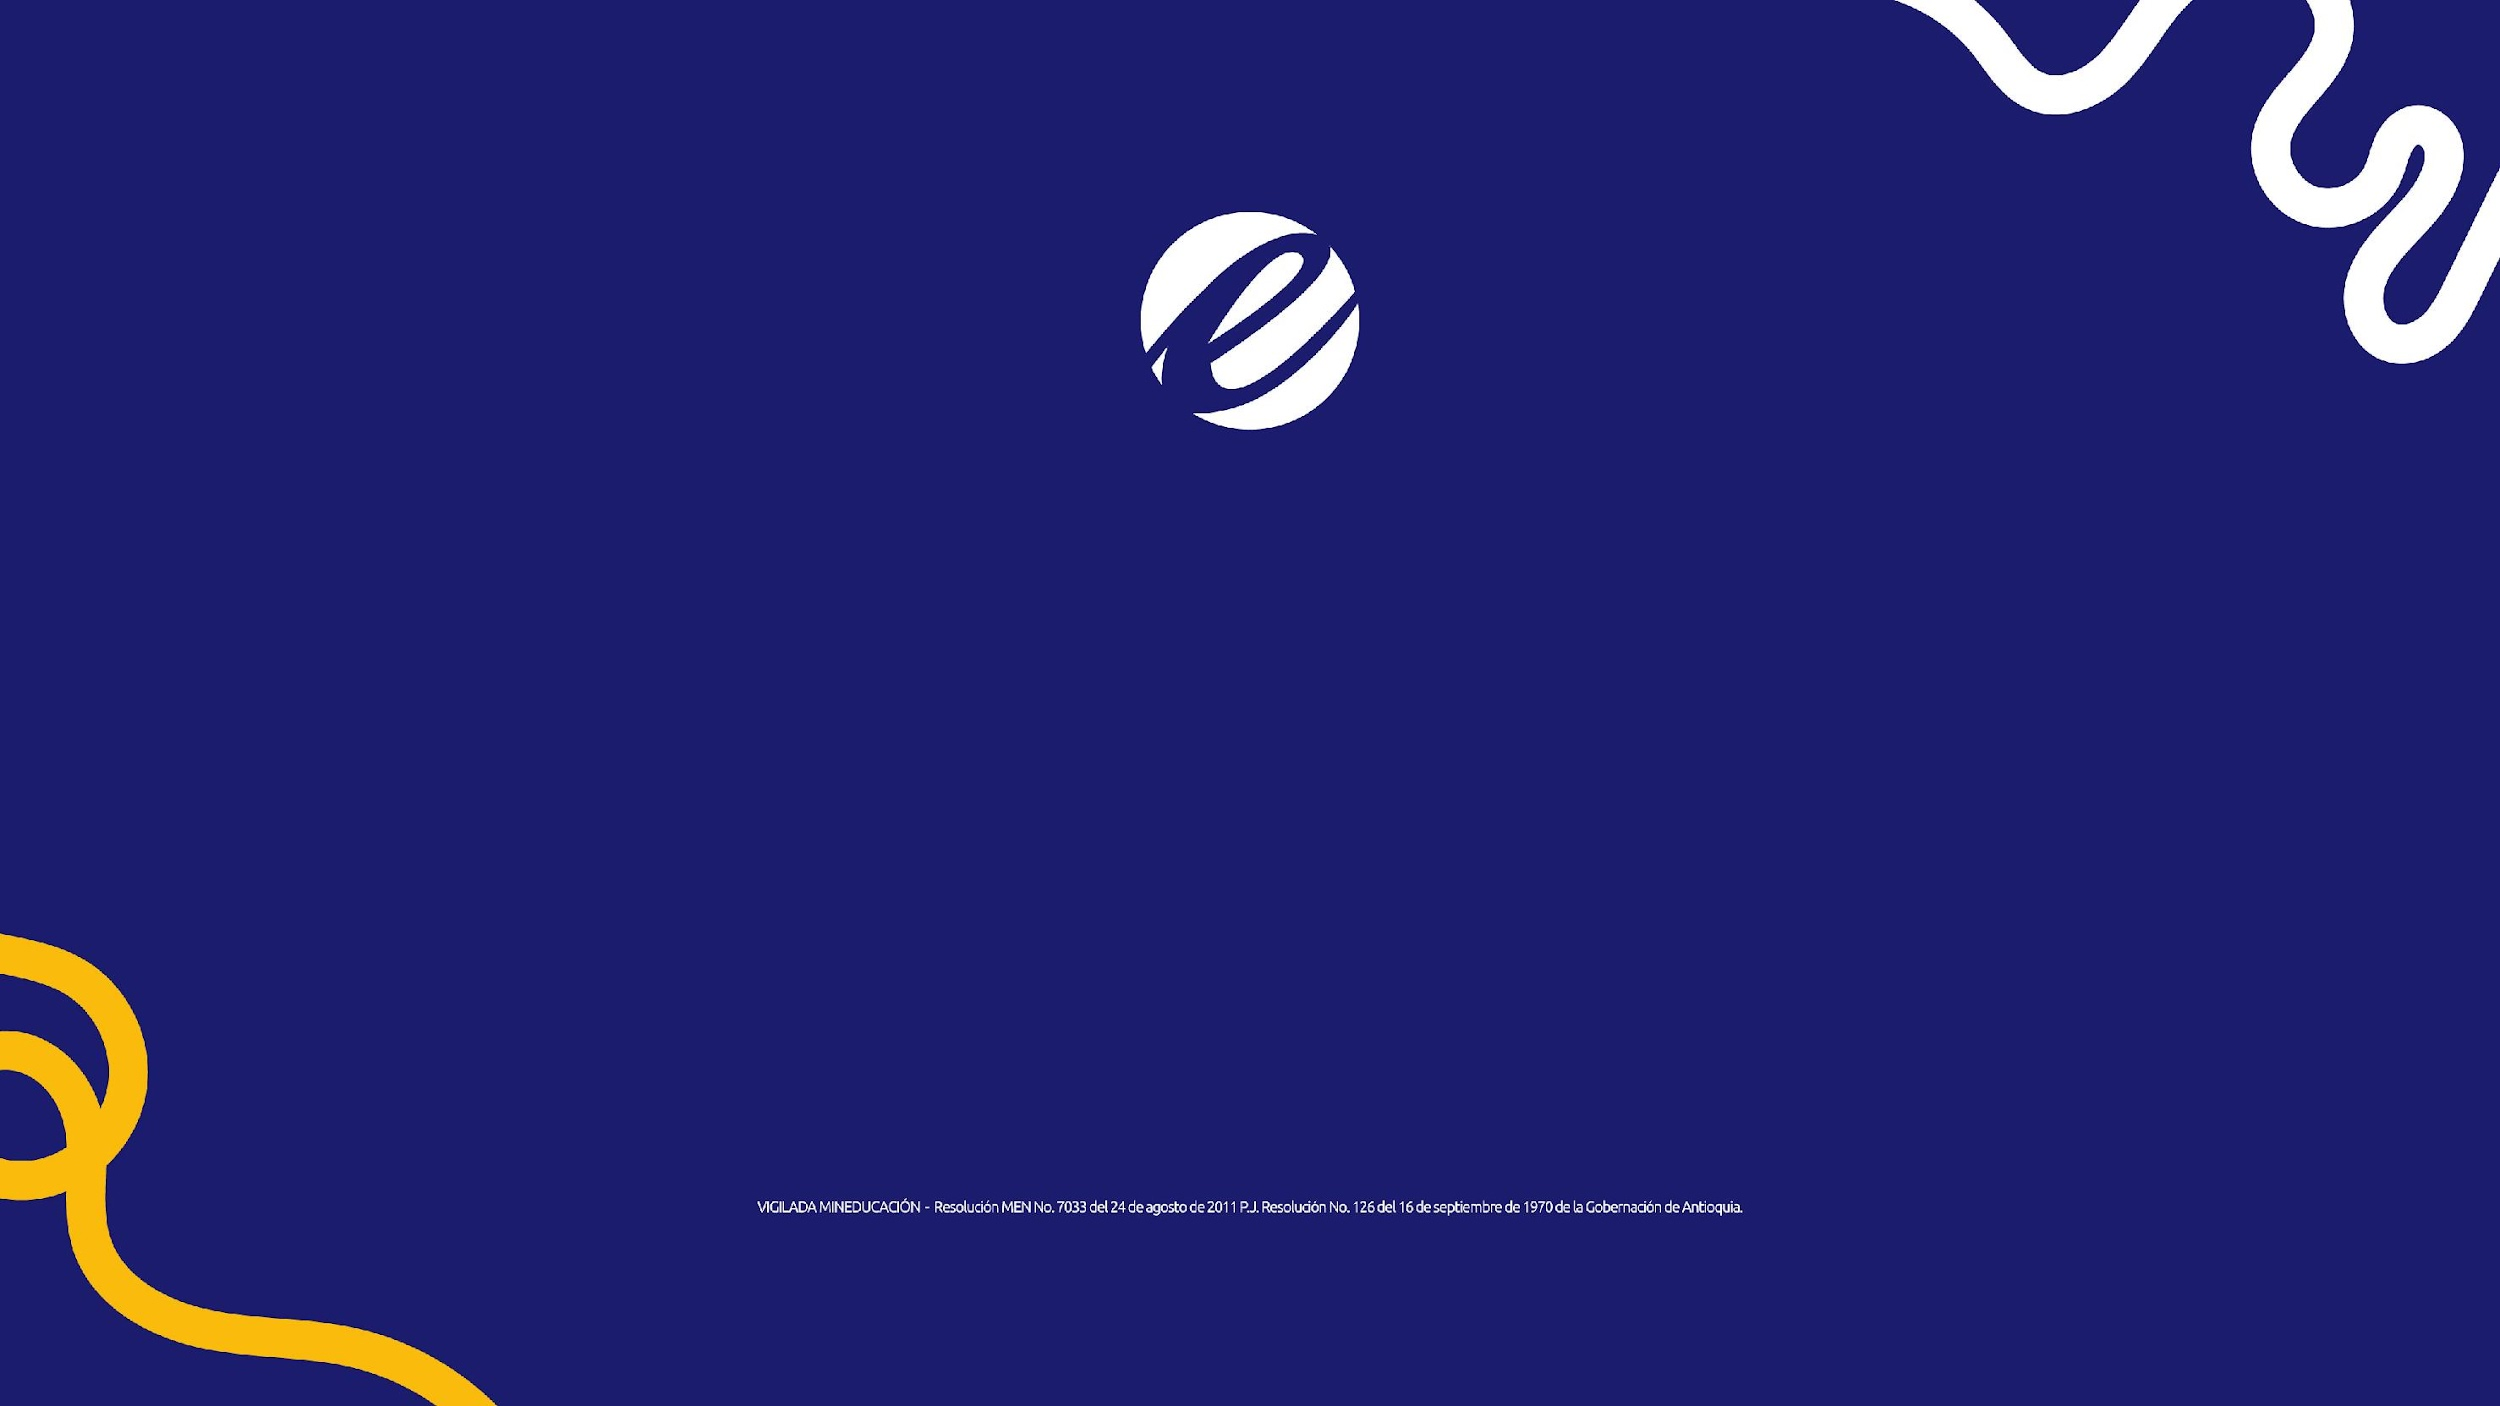 VIGILADA MINEDUCACIÓN - Resolución MEN No. 7033 del 24 de agosto de 2011 P.J. Resolución No. 126 del 16 de septiembre de 1970 de la Gobernación de Antioquia.